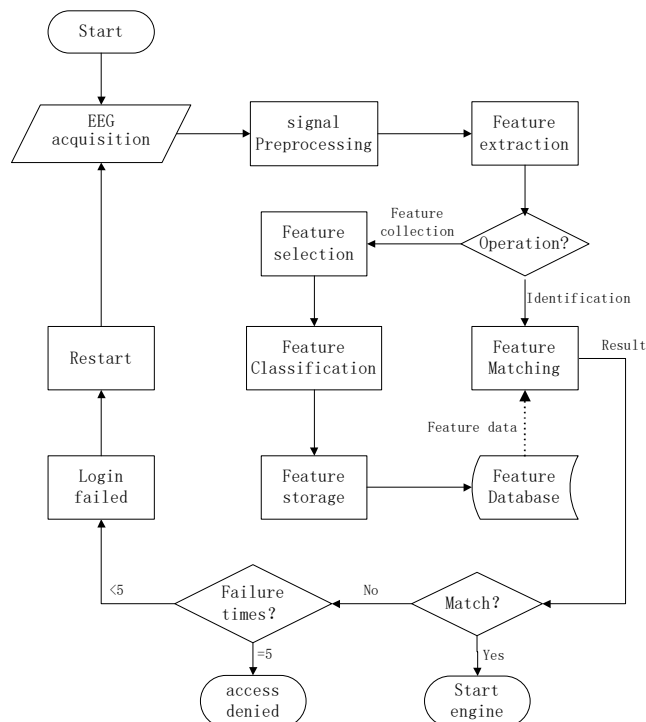 Start
EEG
acquisition
signal
Preprocessing
Feature
extraction
Feature
collection
Operation?
Feature
selection
Identification
Feature
Classification
Feature
Matching
Result
Restart
Feature data
Login
failed
Feature
storage
Feature
Database
<5
Failure
times?
No
Match?
=5
Yes
access
denied
Start
engine